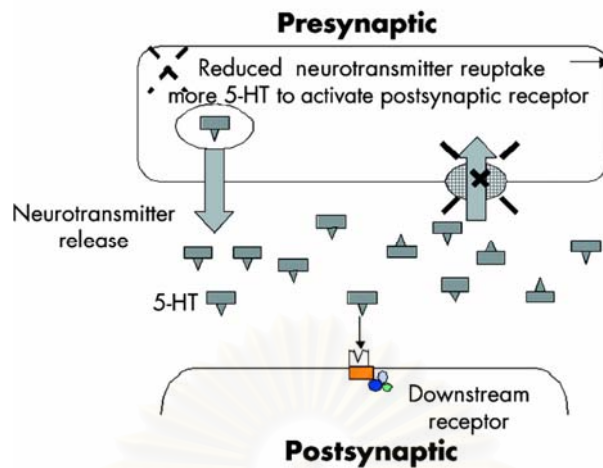 Presynaptic
Reduced neurotransmitter reuptake
more 5-HT to activate postsynaptic receptor
Neurotransmitter
release
5-HT
Downstream
receptor
Postsynaptic